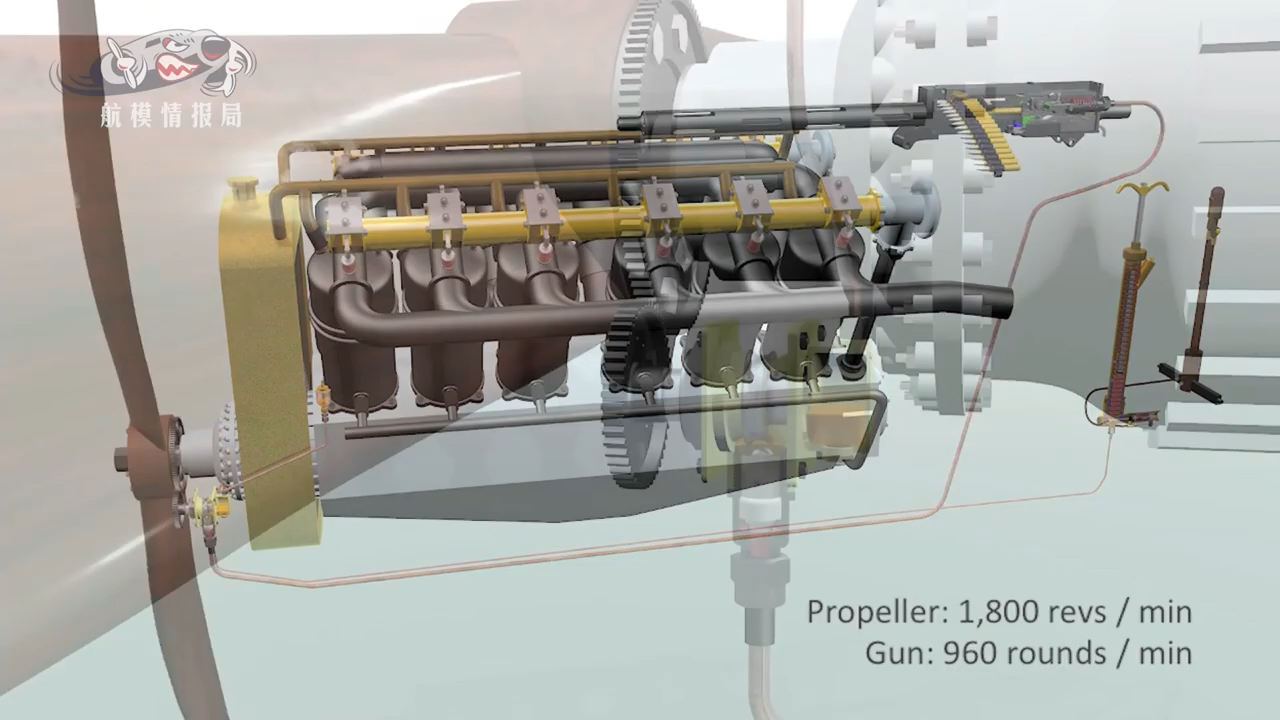 航模情报局
Propeller: 1,800 revs / min
Gun: 960 rounds / min